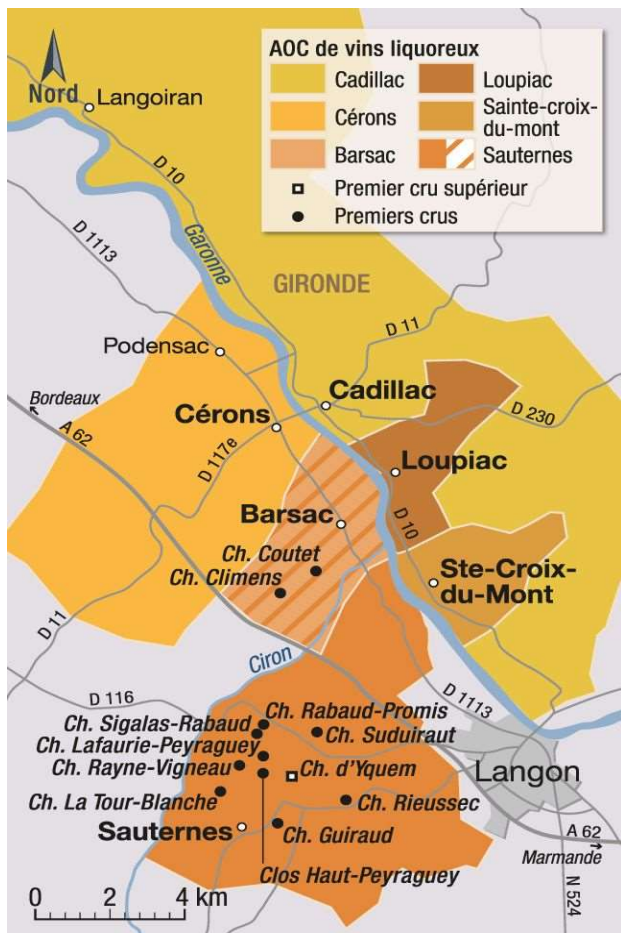 AOC de vins liquoreux
Cadillac
Loupiac
Cérons
Sainte-croix-
du-mont
Barsac
Sauternes
Premier cru supérieur
Premiers crus
Nord
Langoiran
D 10
D 1113
Garonne
GIRONDE
D 11
Podensac
Bordeaux
A 62
Cadillac
D 230
Cérons
D 117e
Loupiac
Barsac
D 10
Ch. Coutet
Ch. Climens
Ste-Croix-
du-Mont
D 11
Ciron
D 116
D 1113
Ch. Rabaud-Promis
Ch. Sigalas-Rabaud
Ch. Suduiraut
Ch. Lafaurie-Peyraguey
Ch. Rayne-Vigneau
Ch. d'Yquem
Langon
Ch. La Tour-Blanche
Ch. Rieussec
Sauternes
Ch. Guiraud
A 62
Marmande
Clos Haut-Peyraguey
N 524
0 2 4 km